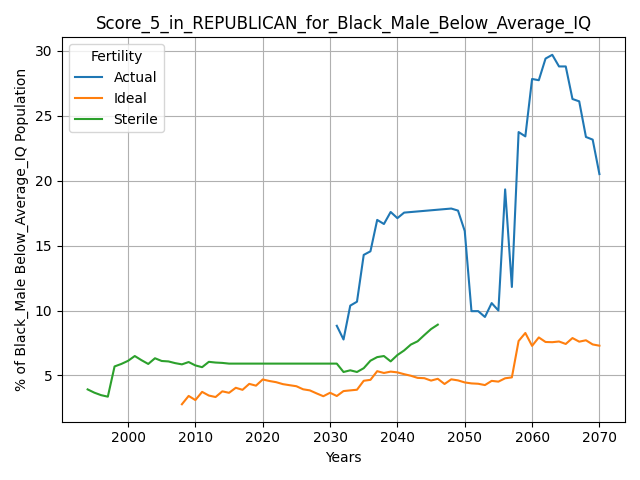 Score_5_in_REPUBLICAN_for_Black_Male_Below_Average_IQ
Fertility
Actual
Ideal
Sterile
% of Black_Male Below_Average_IQ Population
30
25
20
15
10
5
2000 2010 2020 2030 2040 2050 2060 2070
Years